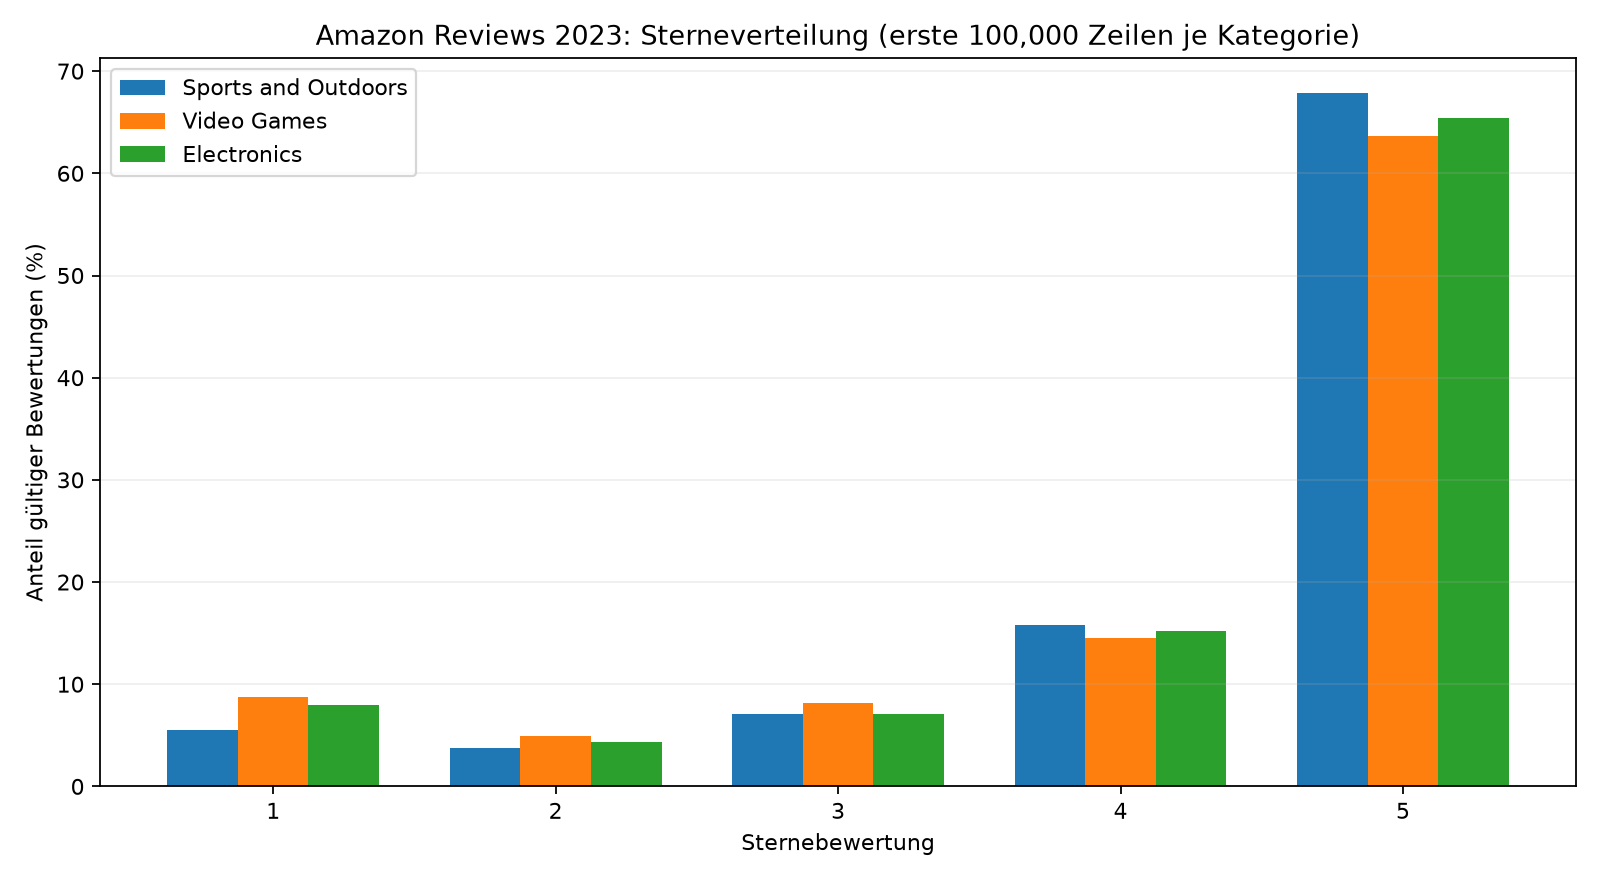 Amazon Reviews 2023: Sterneverteilung (erste 100,000 Zeilen je Kategorie)
Sports and Outdoors
Video Games
Electronics
Anteil gültiger Bewertungen (%)
70
60
50
40
30
20
10
0
1 2 3 4 5
Sternebewertung